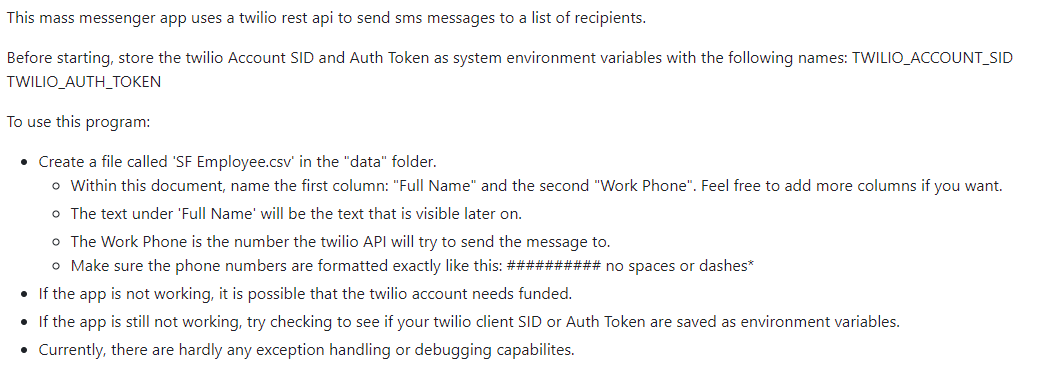 This mass messenger app uses a twilio rest api to send sms messages to a list of recipients.
Before starting, store the twilio Account SID and Auth Token as system environment variables with the following names: TWILIO_ACCOUNT_SID
TWILIO_AUTH_TOKEN
To use this program:
• Create a file called 'SF Employee.csv' in the "data" folder.
○ Within this document, name the first column: "Full Name" and the second "Work Phone". Feel free to add more columns if you want.
○ The text under 'Full Name' will be the text that is visible later on.
○ The Work Phone is the number the twilio API will try to send the message to.
○ Make sure the phone numbers are formatted exactly like this: ########## no spaces or dashes*
• If the app is not working, it is possible that the twilio account needs funded.
• If the app is still not working, try checking to see if your twilio client SID or Auth Token are saved as environment variables.
• Currently, there are hardly any exception handling or debugging capabilites.